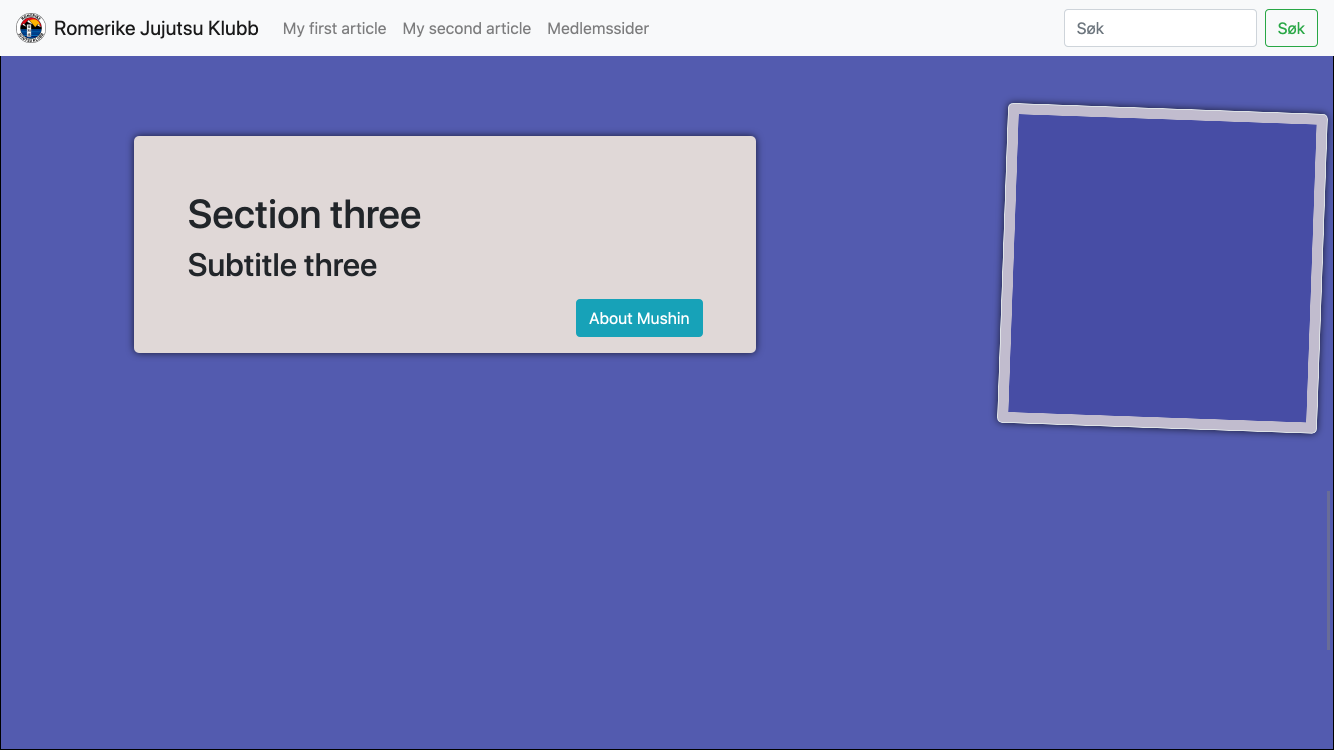 Romerike Jujutsu Klubb My first article My second article Medlemssider Søk Søk
Section three
Subtitle three
About Mushin